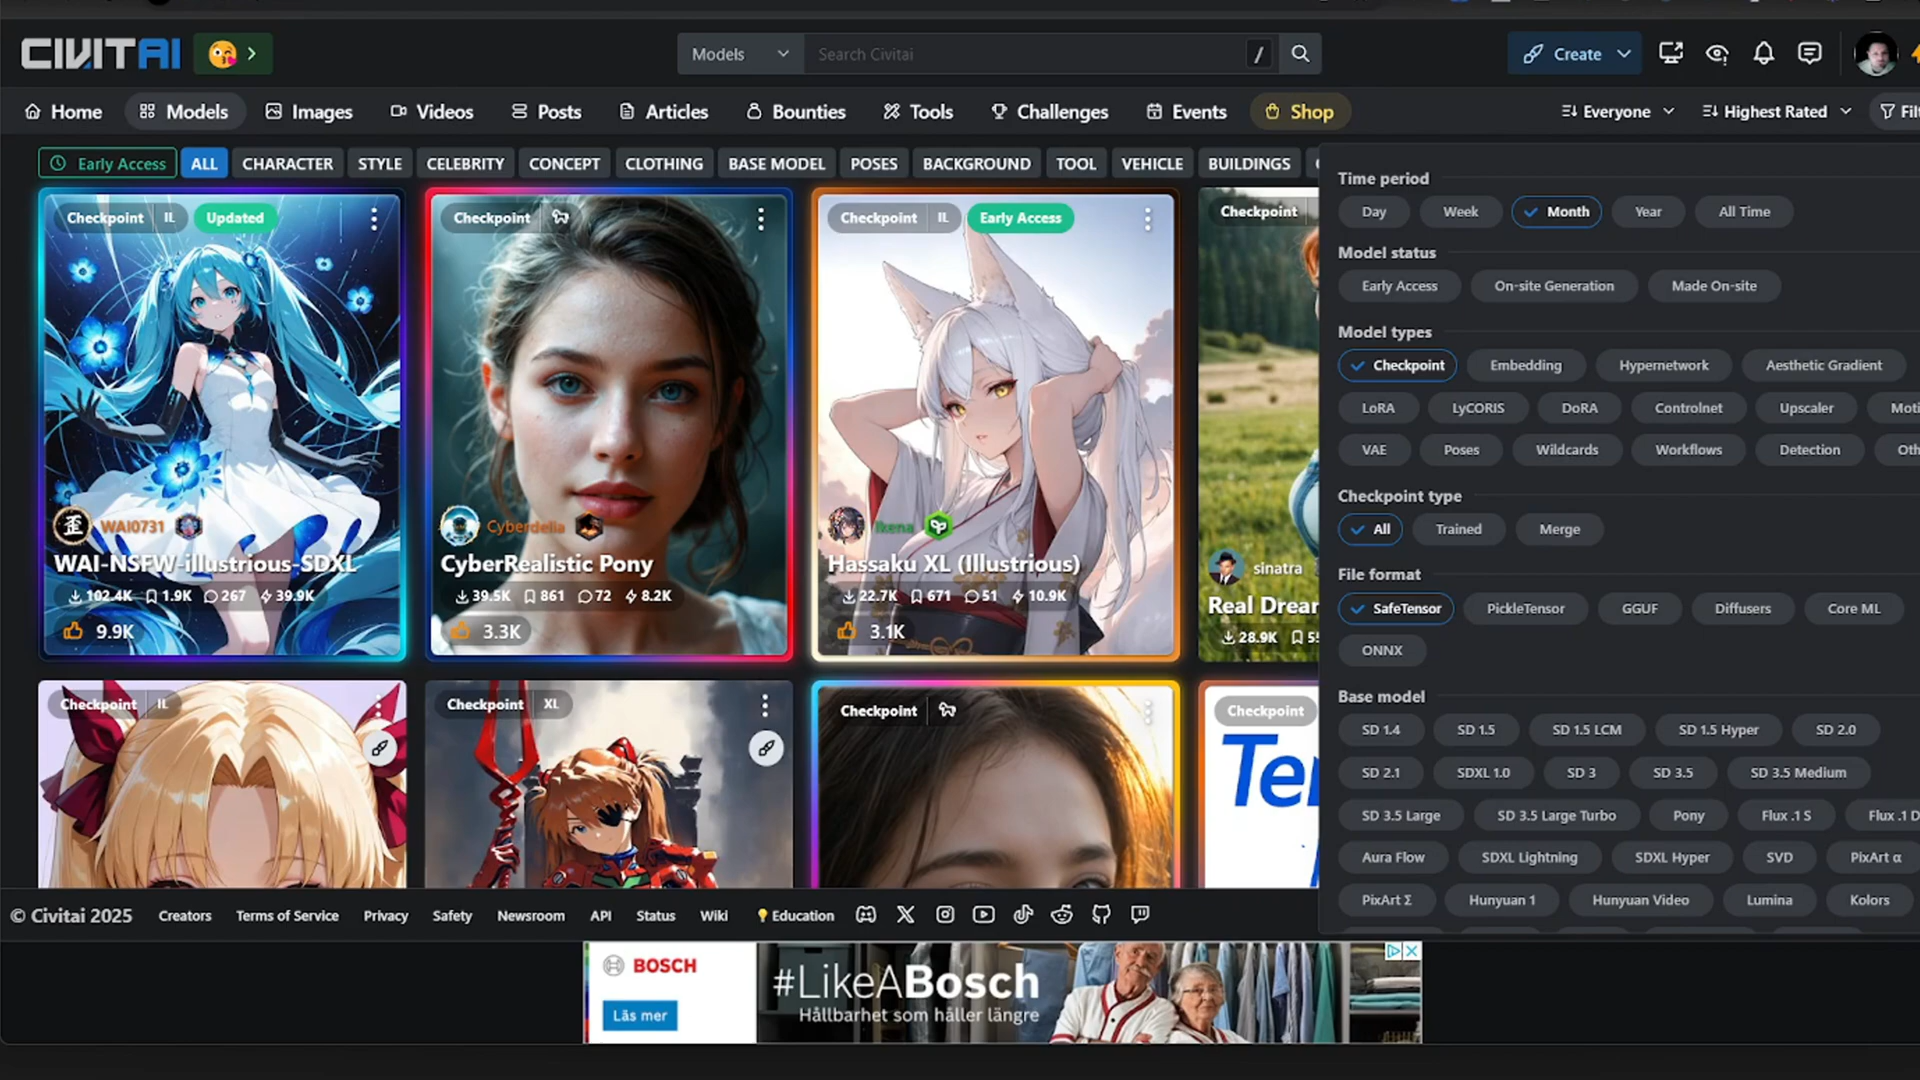 CIVITAI
Models
Search Civitai
/
Create
Home
Models
Images
Videos
Posts
Articles
Bounties
Tools
Challenges
Events
Shop
Everyone
Highest Rated
Early Access
ALL
CHARACTER
STYLE
CELEBRITY
CONCEPT
CLOTHING
BASE MODEL
POSES
BACKGROUND
TOOL
VEHICLE
BUILDINGS
Checkpoint IL Updated
WAI0731
WAI-NSFW-illustrious-SDXL
102.4K 1.9K 267 39.9K
9.9K
Checkpoint
Cyberdelia
CyberRealistic Pony
39.5K 861 72 8.2K
3.3K
Checkpoint IL Early Access
Ikena
Hassaku XL (Illustrious)
22.7K 671 51 10.9K
3.1K
Checkpoint
sinatra
Real Drear
28.9K
Checkpoint IL
Checkpoint XL
Checkpoint
Checkpoint
Time period
Day Week Month Year All Time
Model status
Early Access On-site Generation Made On-site
Model types
Checkpoint Embedding Hypernetwork Aesthetic Gradient
LoRA LyCORIS DoRA Controlnet Upscaler Moti
VAE Poses Wildcards Workflows Detection Oth
Checkpoint type
All Trained Merge
File format
SafeTensor PickleTensor GGUF Diffusers Core ML
ONNX
Base model
SD 1.4 SD 1.5 SD 1.5 LCM SD 1.5 Hyper SD 2.0
SD 2.1 SDXL 1.0 SD 3 SD 3.5 SD 3.5 Medium
SD 3.5 Large SD 3.5 Large Turbo Pony Flux .1 S Flux .1 D
Aura Flow SDXL Lightning SDXL Hyper SVD PixArt α
PixArt Σ Hunyuan 1 Hunyuan Video Lumina Kolors
© Civitai 2025 Creators Terms of Service Privacy Safety Newsroom API Status Wiki Education
BOSCH
Läs mer
#LikeABosch
Hållbarhet som håller längre